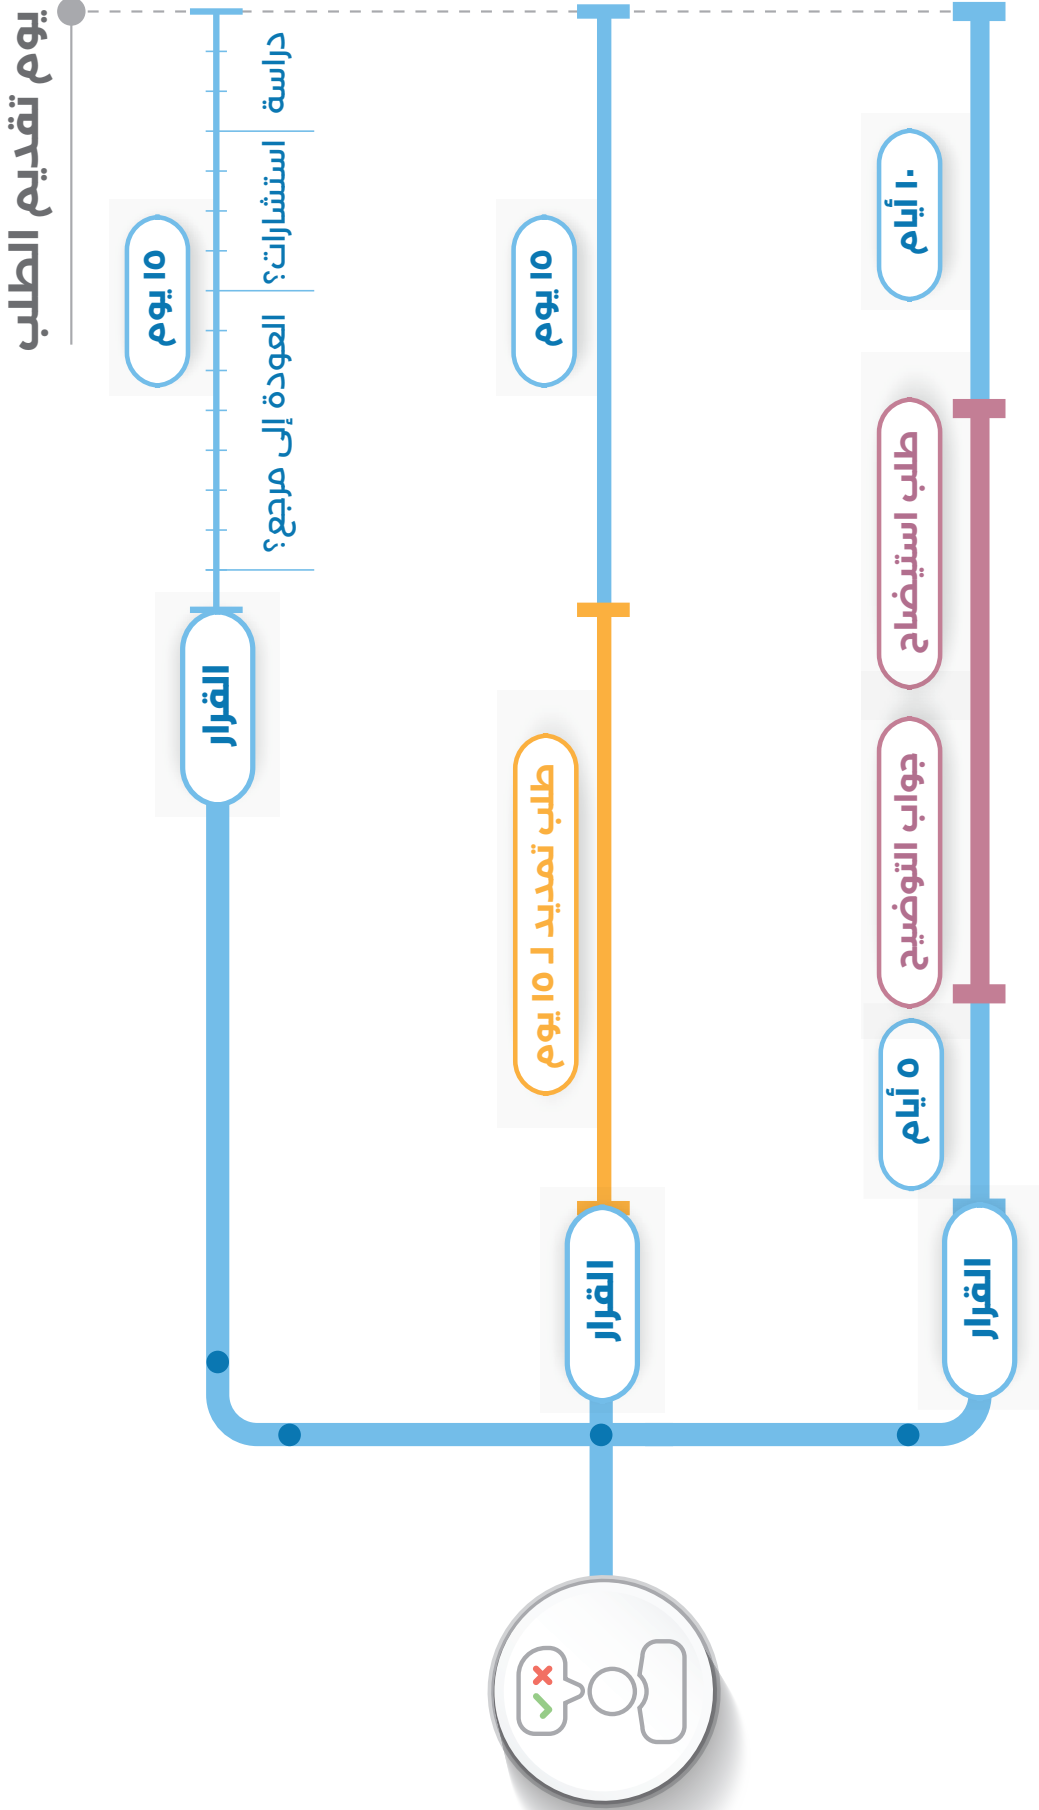 يوم تقديم الطلب
١٥ يوم
دراسة
استشارات؟
العودة إلى مرجع؟
القرار
١٥ يوم
طلب تمديد لـ ١٥ يوم
القرار
١٠ أيام
طلب استيضاح
جواب التوضيح
٥ أيام
القرار